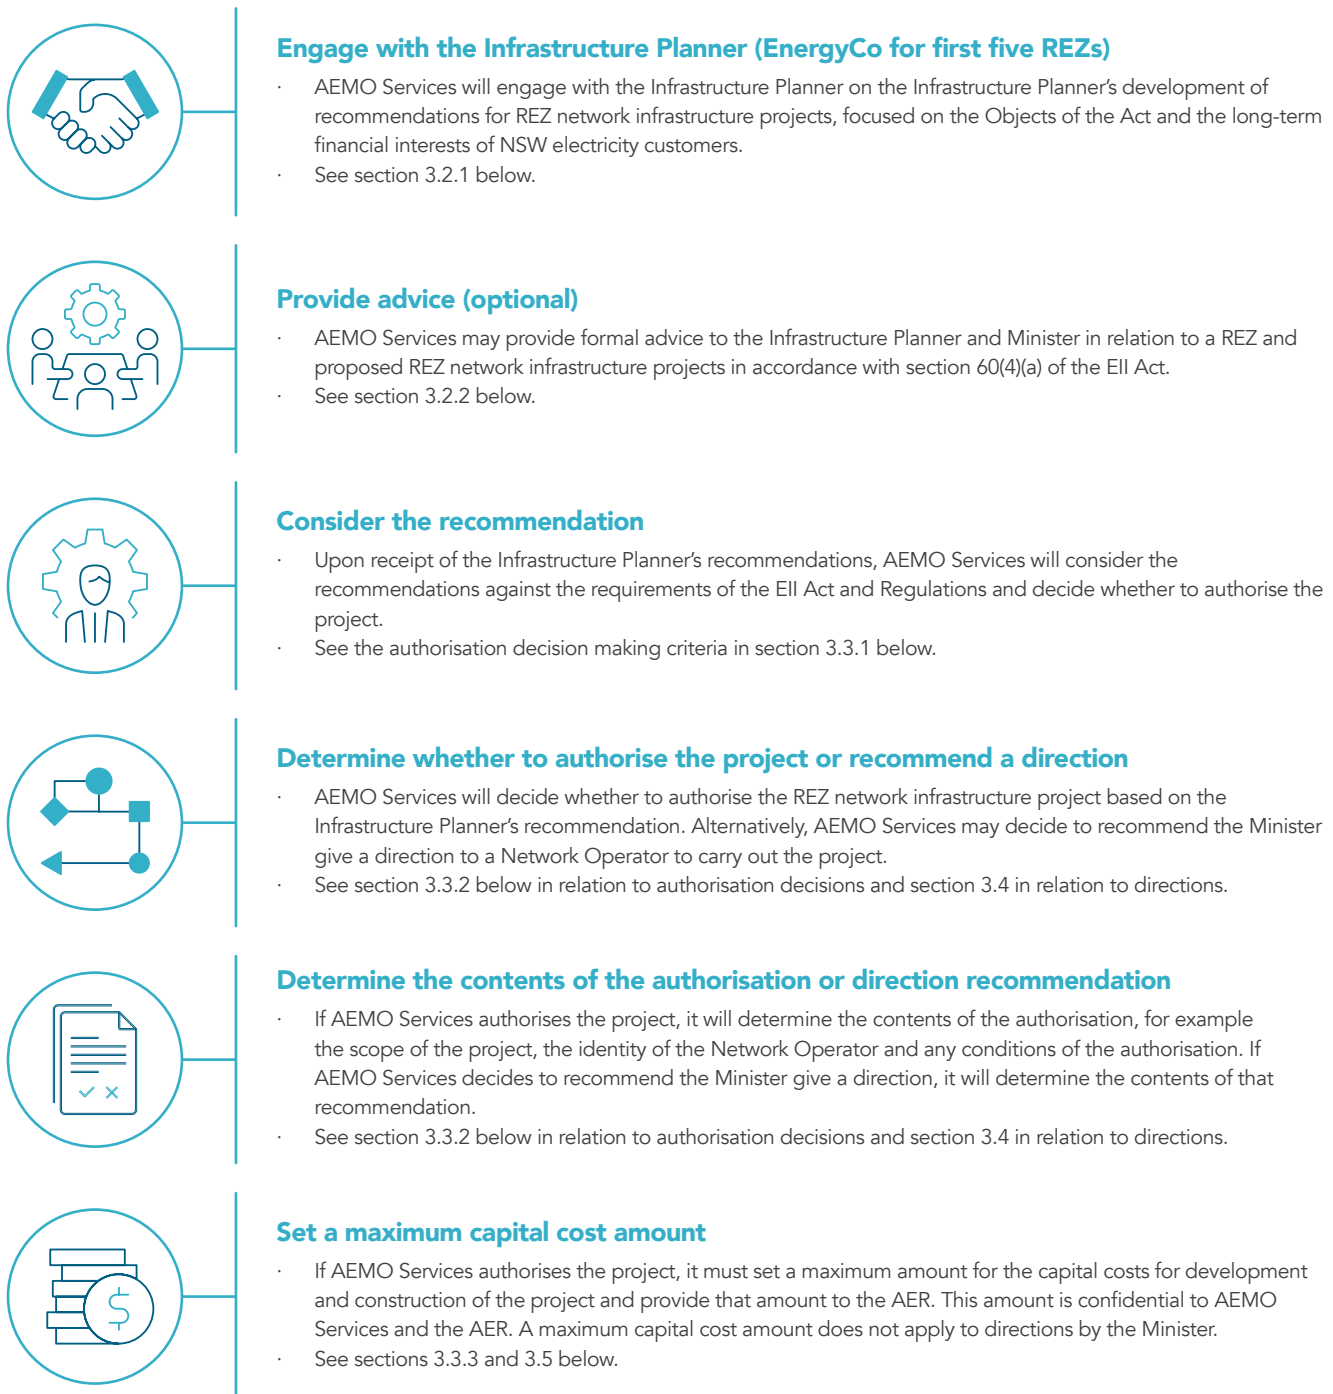 Engage with the Infrastructure Planner (EnergyCo for first five REZs)
· AEMO Services will engage with the Infrastructure Planner on the Infrastructure Planner’s development of
recommendations for REZ network infrastructure projects, focused on the Objects of the Act and the long-term
financial interests of NSW electricity customers.
· See section 3.2.1 below.
Provide advice (optional)
· AEMO Services may provide formal advice to the Infrastructure Planner and Minister in relation to a REZ and
proposed REZ network infrastructure projects in accordance with section 60(4)(a) of the EII Act.
· See section 3.2.2 below.
Consider the recommendation
· Upon receipt of the Infrastructure Planner’s recommendations, AEMO Services will consider the
recommendations against the requirements of the EII Act and Regulations and decide whether to authorise the
project.
· See the authorisation decision making criteria in section 3.3.1 below.
Determine whether to authorise the project or recommend a direction
· AEMO Services will decide whether to authorise the REZ network infrastructure project based on the
Infrastructure Planner’s recommendation. Alternatively, AEMO Services may decide to recommend the Minister
give a direction to a Network Operator to carry out the project.
· See section 3.3.2 below in relation to authorisation decisions and section 3.4 in relation to directions.
Determine the contents of the authorisation or direction recommendation
· If AEMO Services authorises the project, it will determine the contents of the authorisation, for example
the scope of the project, the identity of the Network Operator and any conditions of the authorisation. If
AEMO Services decides to recommend the Minister give a direction, it will determine the contents of that
recommendation.
· See section 3.3.2 below in relation to authorisation decisions and section 3.4 in relation to directions.
Set a maximum capital cost amount
· If AEMO Services authorises the project, it must set a maximum amount for the capital costs for development
and construction of the project and provide that amount to the AER. This amount is confidential to AEMO
Services and the AER. A maximum capital cost amount does not apply to directions by the Minister.
· See sections 3.3.3 and 3.5 below.
$